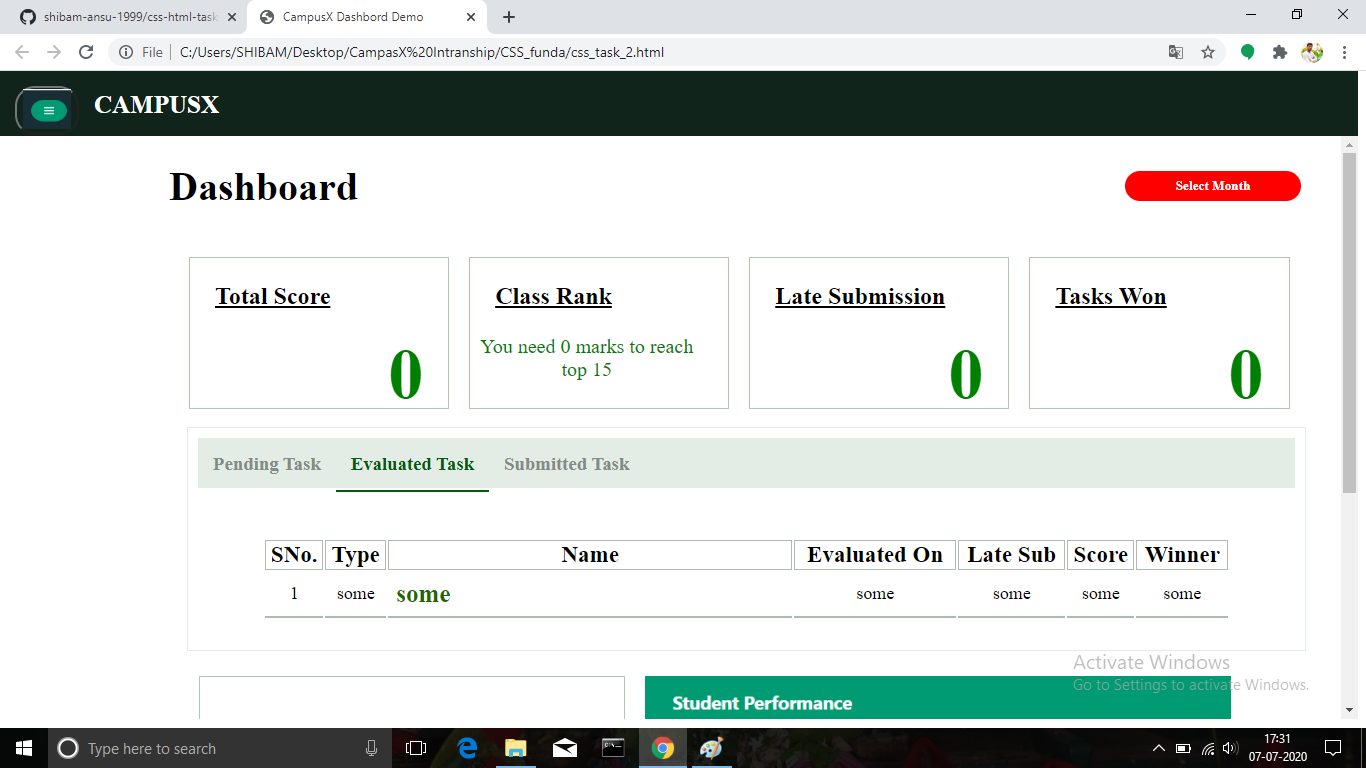 shibam-ansu-1999/css-html-task
CampusX Dashbord Demo
File
C:/Users/SHIBAM/Desktop/CampasX%20Intranship/CSS_funda/css_task_2.html
CAMPUSX
Dashboard
Select Month
Total Score
0
Class Rank
You need 0 marks to reach
top 15
Late Submission
0
Tasks Won
0
Pending Task Evaluated Task Submitted Task
SNo. Type Name Evaluated On Late Sub Score Winner
1 some some some some some some
Activate Windows
Go to Settings to activate Windows.
Student Performance
Type here to search
17:31
07-07-2020